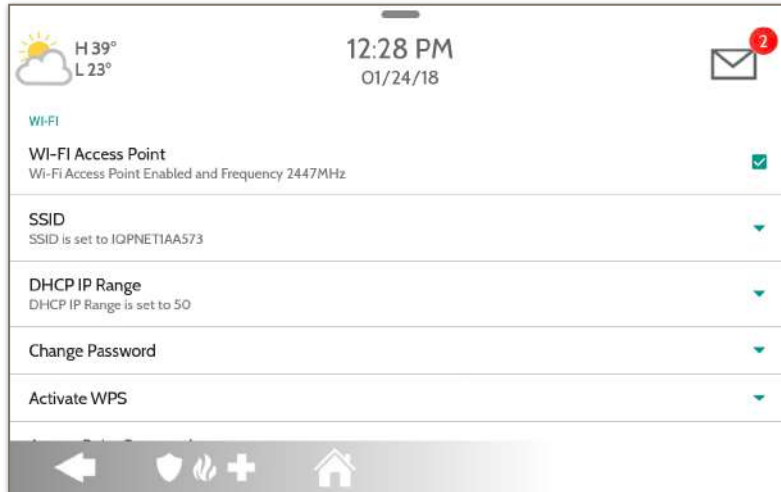 H 39°
L 23°
12:28 PM
01/24/18
2
WI-FI
WI-FI Access Point
Wi-Fi Access Point Enabled and Frequency 2447MHz
SSID
SSID is set to IQPNET1AA573
DHCP IP Range
DHCP IP Range is set to 50
Change Password
Activate WPS